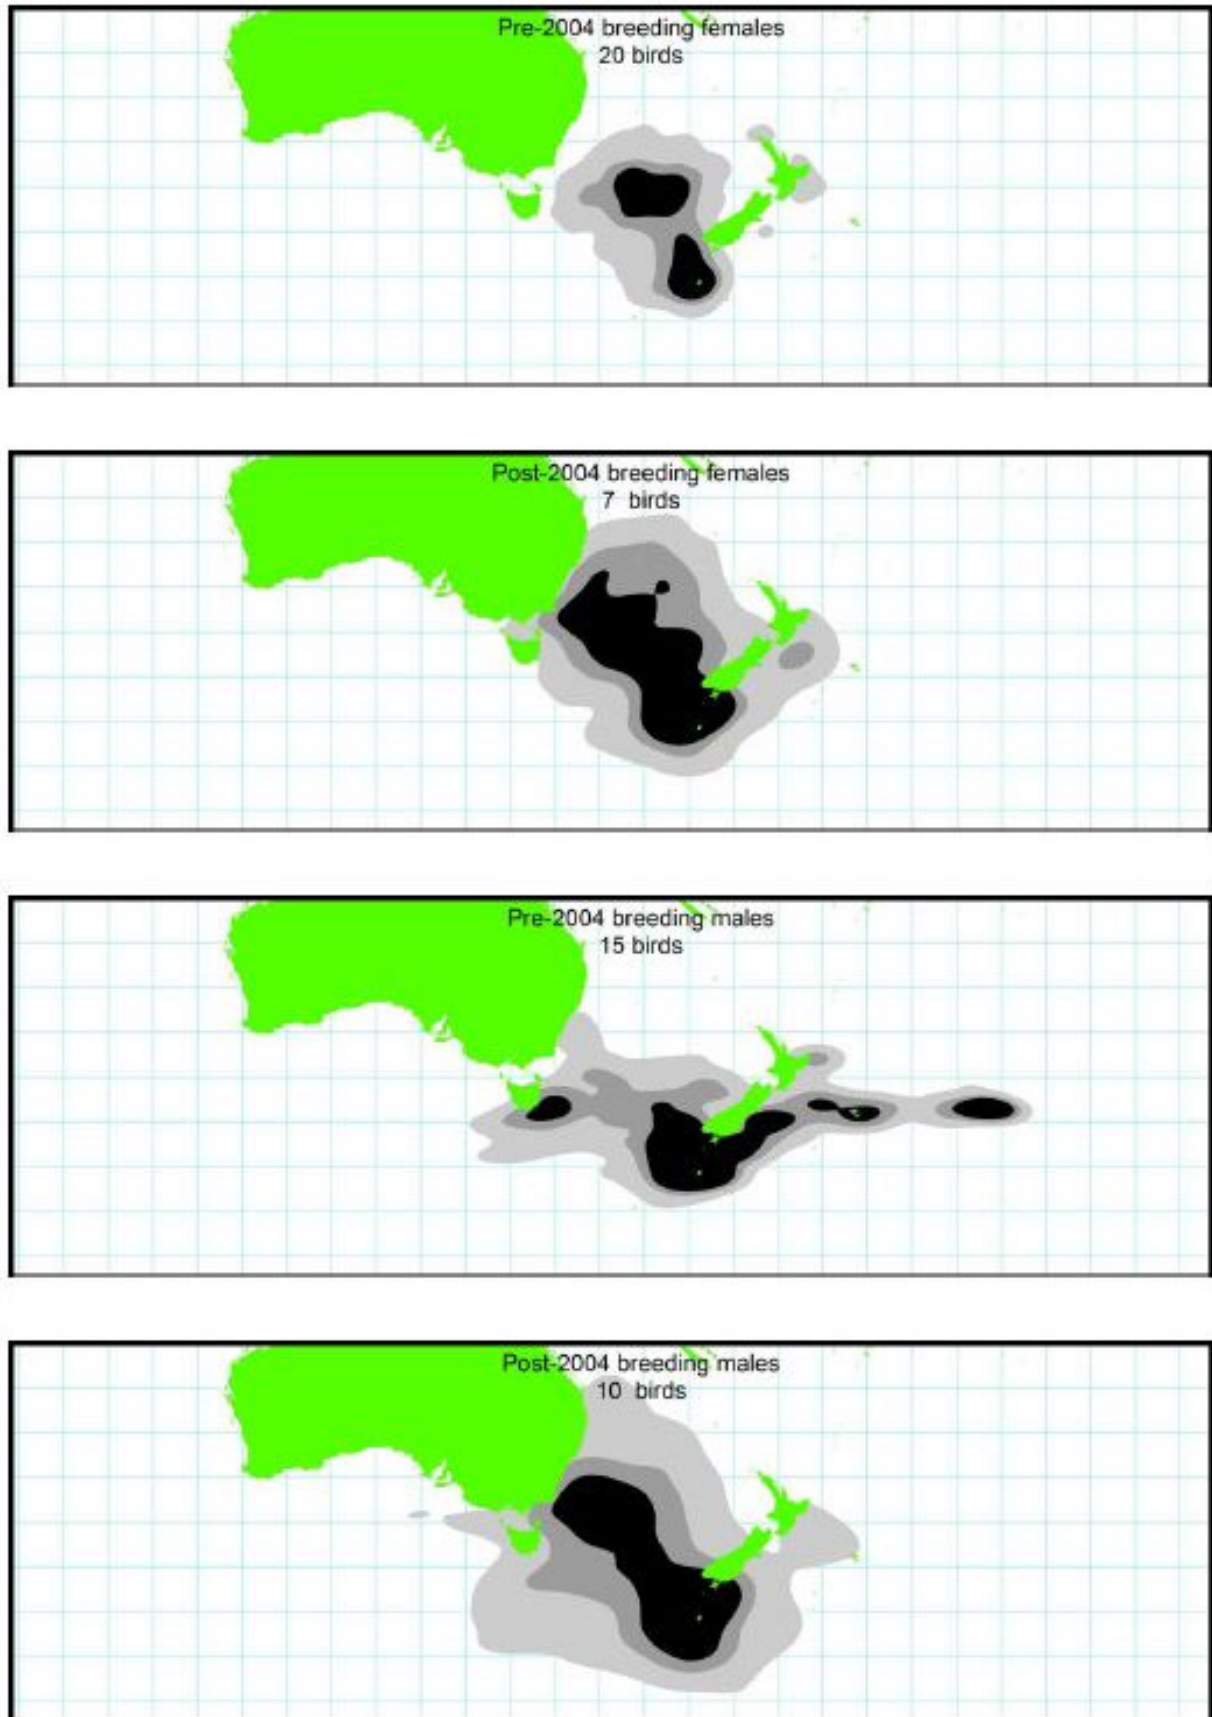 Pre-2004 breeding females
20 birds
Post-2004 breeding females
7 birds
Pre-2004 breeding males
15 birds
Post-2004 breeding males
10 birds